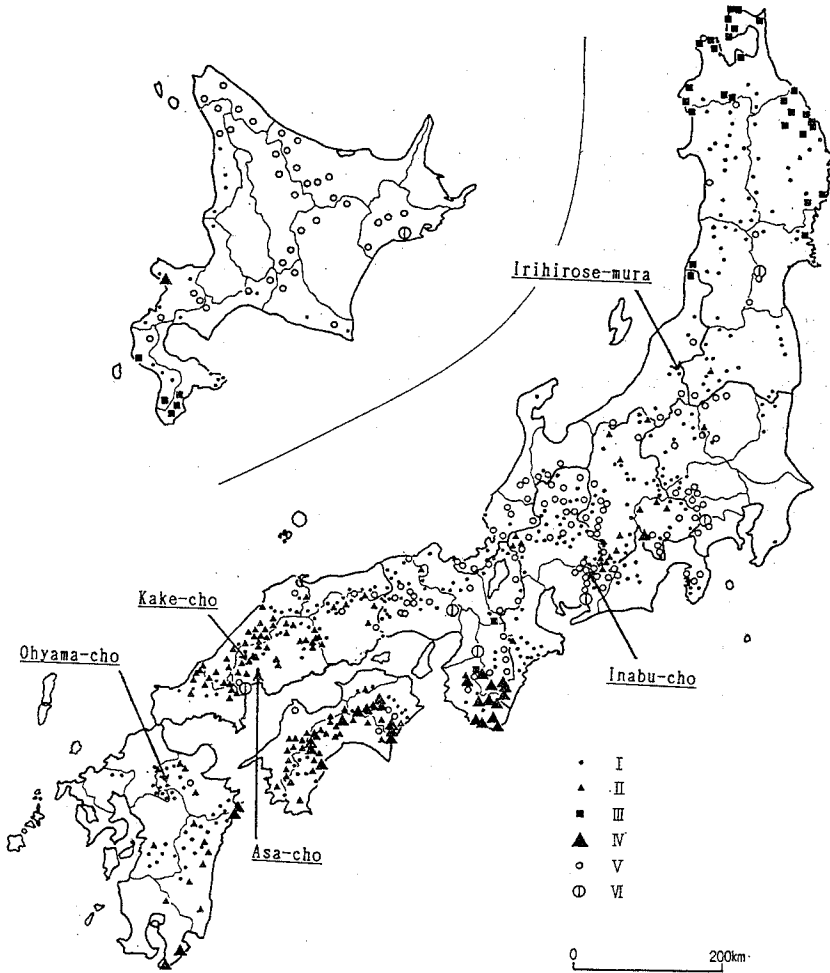 Irihirose-mura
Kake-cho
Ohyama-cho
Inabu-cho
Asa-cho
I
II
III
IV
V
VI
0 200km